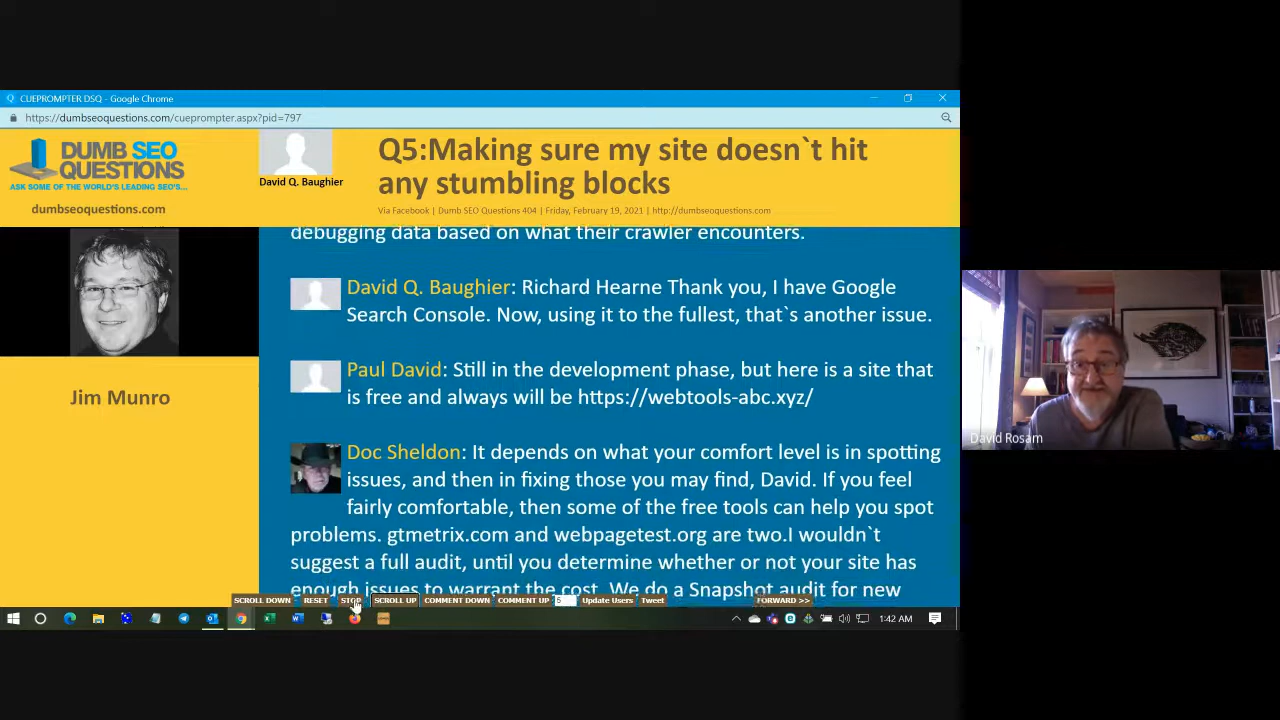 CUEPROMPTER DSQ - Google Chrome
https://dumbseoquestions.com/cueprompter.aspx?pid=797
DUMB SEO
QUESTIONS
ASK SOME OF THE WORLD'S LEADING SEO'S...
dumbseoquestions.com
David Q. Baughier
Q5:Making sure my site doesn`t hit
any stumbling blocks
Via Facebook | Dumb SEO Questions 404 | Friday, February 19, 2021 | http://dumbseoquestions.com
Jim Munro
debugging data based on what their crawler encounters.
David Q. Baughier: Richard Hearne Thank you, I have Google
Search Console. Now, using it to the fullest, that`s another issue.
Paul David: Still in the development phase, but here is a site that
is free and always will be https://webtools-abc.xyz/
Doc Sheldon: It depends on what your comfort level is in spotting
issues, and then in fixing those you may find, David. If you feel
fairly comfortable, then some of the free tools can help you spot
problems. gtmetrix.com and webpagetest.org are two.I wouldn`t
suggest a full audit, until you determine whether or not your site has
enough issues to warrant the cost. We do a Snapshot audit for new
SCROLL DOWN RESET STOP SCROLL UP COMMENT DOWN COMMENT UP 5 Update Users Tweet FORWARD >>
1:42 AM
David Rosam